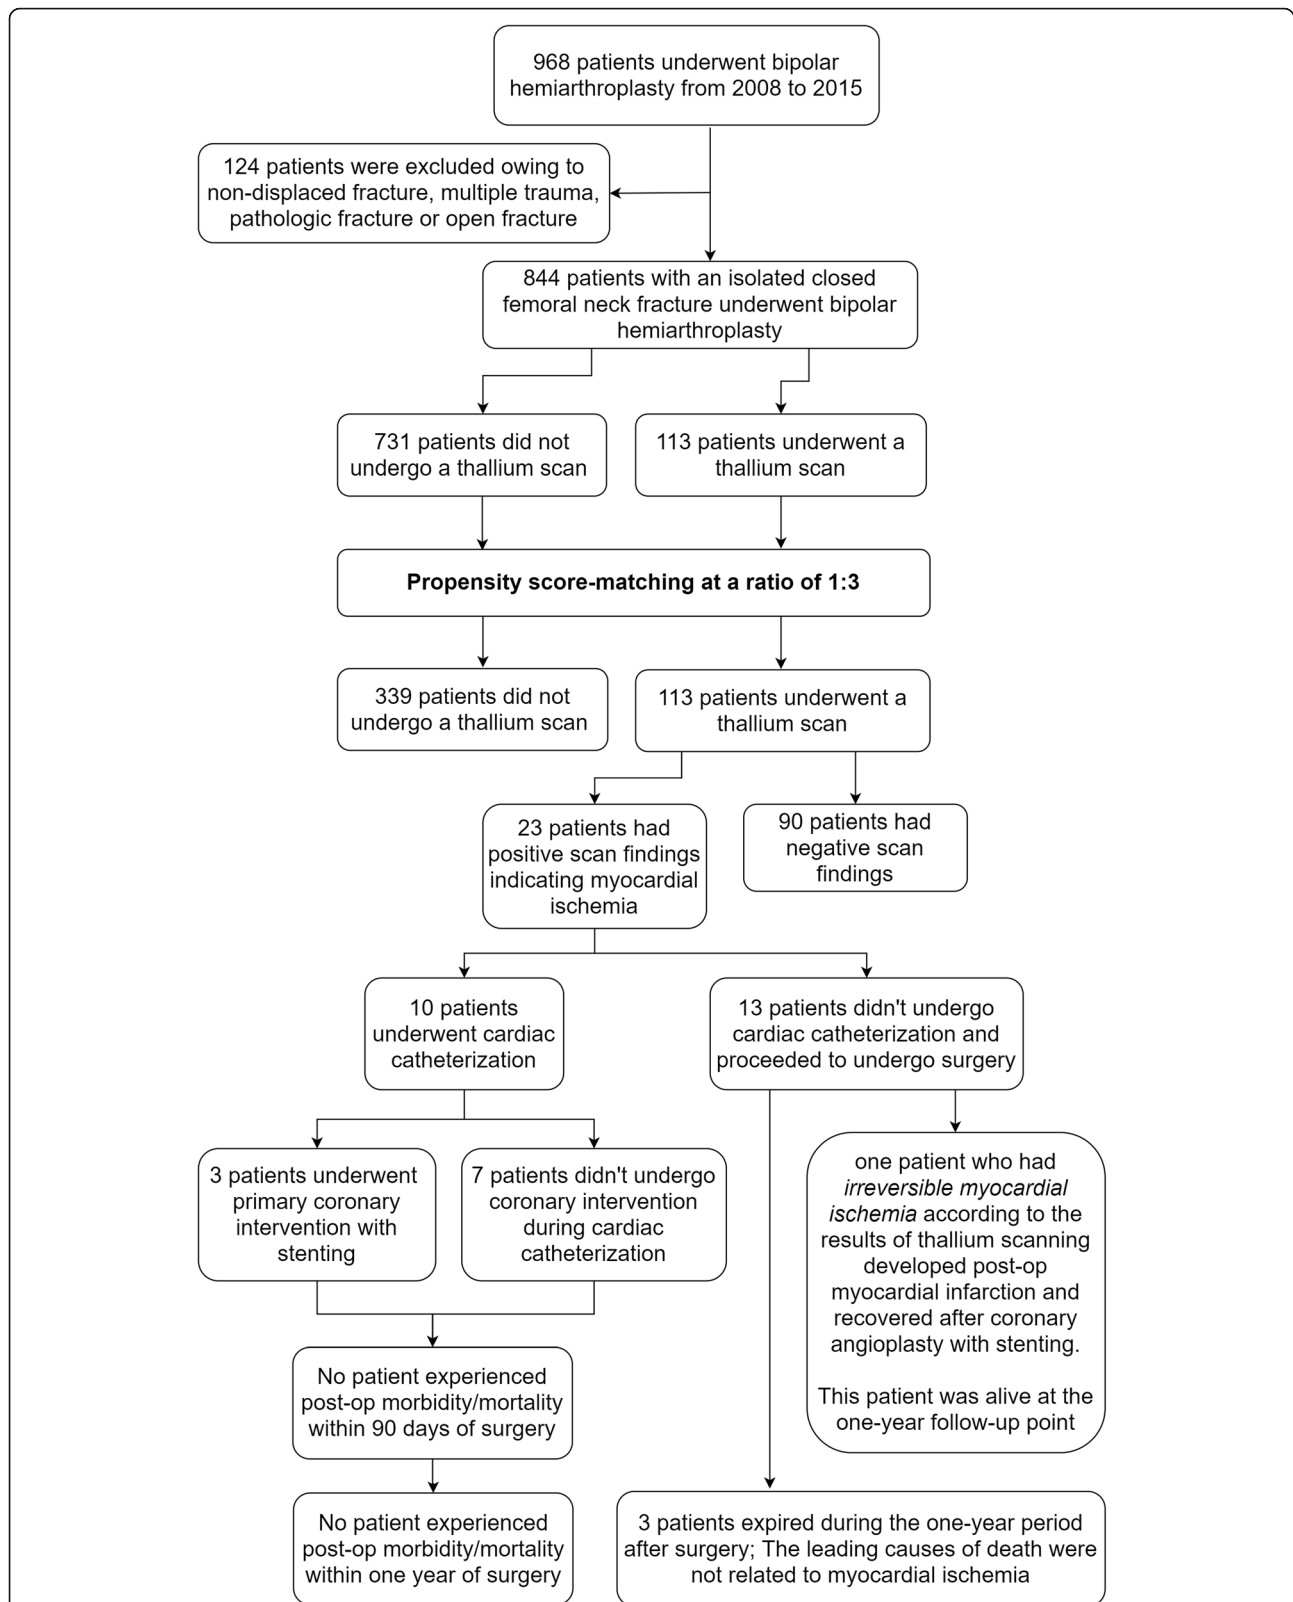 968 patients underwent bipolar
hemiarthroplasty from 2008 to 2015
124 patients were excluded owing to
non-displaced fracture, multiple trauma,
pathologic fracture or open fracture
844 patients with an isolated closed
femoral neck fracture underwent bipolar
hemiarthroplasty
731 patients did not
undergo a thallium scan
113 patients underwent a
thallium scan
Propensity score-matching at a ratio of 1:3
339 patients did not
undergo a thallium scan
113 patients underwent a
thallium scan
23 patients had
positive scan findings
indicating myocardial
ischemia
90 patients had
negative scan
findings
10 patients
underwent cardiac
catheterization
13 patients didn't undergo
cardiac catheterization and
proceeded to undergo surgery
3 patients underwent
primary coronary
intervention with
stenting
7 patients didn't undergo
coronary intervention
during cardiac
catheterization
one patient who had
irreversible myocardial
ischemia according to the
results of thallium scanning
developed post-op
myocardial infarction and
recovered after coronary
angioplasty with stenting.
This patient was alive at the
one-year follow-up point
No patient experienced
post-op morbidity/mortality
within 90 days of surgery
No patient experienced
post-op morbidity/mortality
within one year of surgery
3 patients expired during the one-year period
after surgery; The leading causes of death were
not related to myocardial ischemia